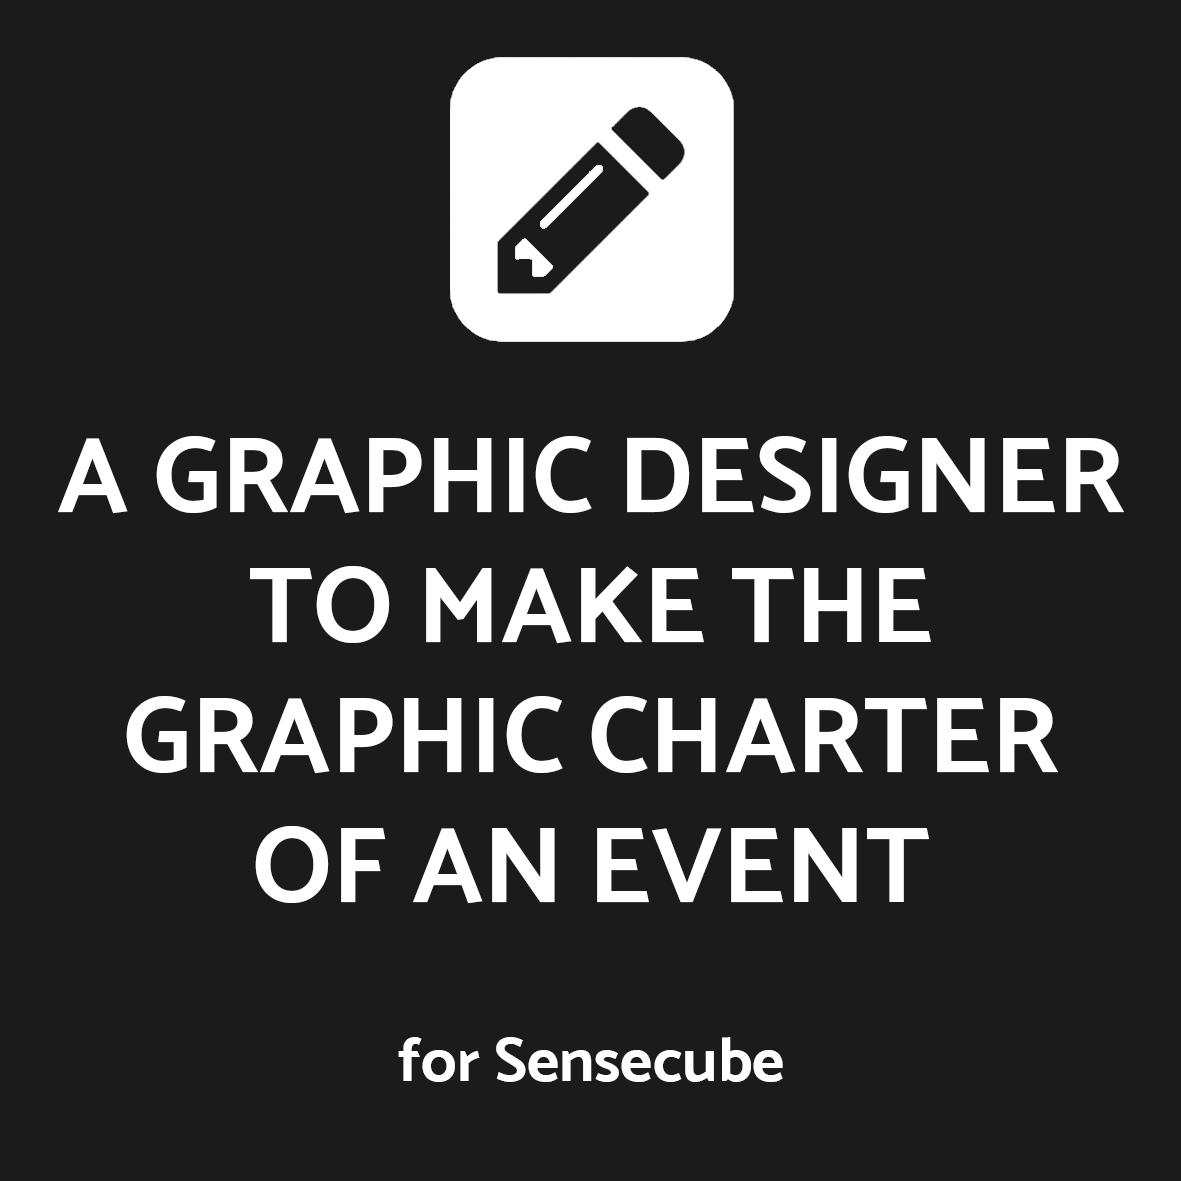 A GRAPHIC DESIGNER
TO MAKE THE
GRAPHIC CHARTER
OF AN EVENT
for Sensecube